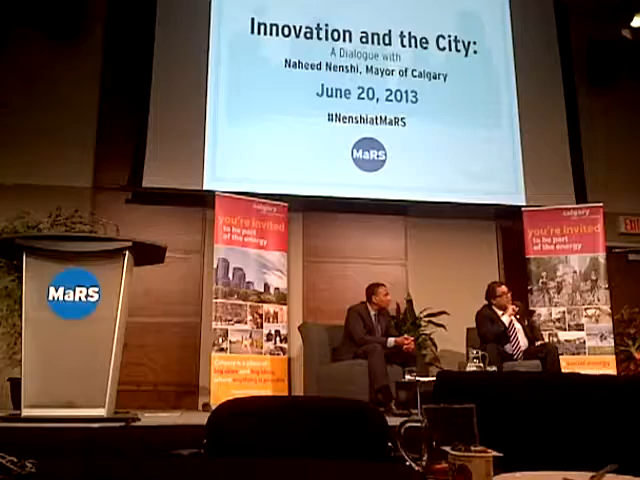 Innovation and the City:
A Dialogue with
Naheed Nenshi, Mayor of Calgary
June 20, 2013
#NenshiatMaRS
MaRS
MaRS
calgary
you're invited
to be part
of the energy
calgary
you're invited
to be part
of the energy
EXIT